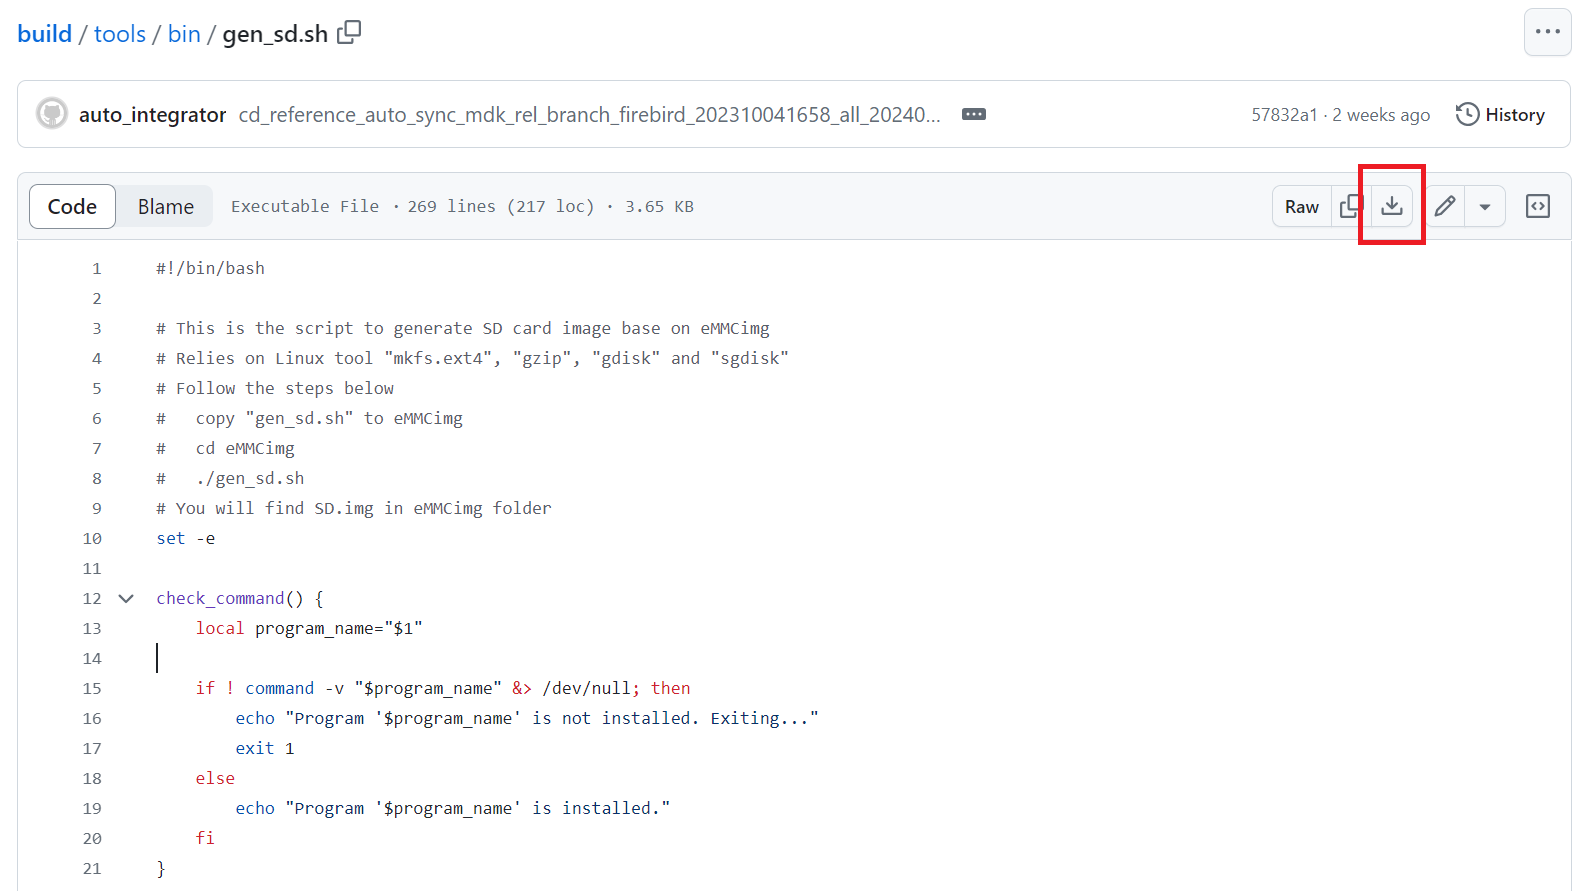 build / tools / bin / gen_sd.sh
auto_integrator cd_reference_auto_sync_mdk_rel_branch_firebird_202310041658_all_20240... 57832a1 · 2 weeks ago History
Code Blame Executable File · 269 lines (217 loc) · 3.65 KB Raw
1 #!/bin/bash
2
3 # This is the script to generate SD card image base on eMMCimg
4 # Relies on Linux tool "mkfs.ext4", "gzip", "gdisk" and "sgdisk"
5 # Follow the steps below
6 #   copy "gen_sd.sh" to eMMCimg
7 #   cd eMMCimg
8 #   ./gen_sd.sh
9 # You will find SD.img in eMMCimg folder
10 set -e
11
12 check_command() {
13     local program_name="$1"
14
15     if ! command -v "$program_name" &> /dev/null; then
16         echo "Program '$program_name' is not installed. Exiting..."
17         exit 1
18     else
19         echo "Program '$program_name' is installed."
20     fi
21 }